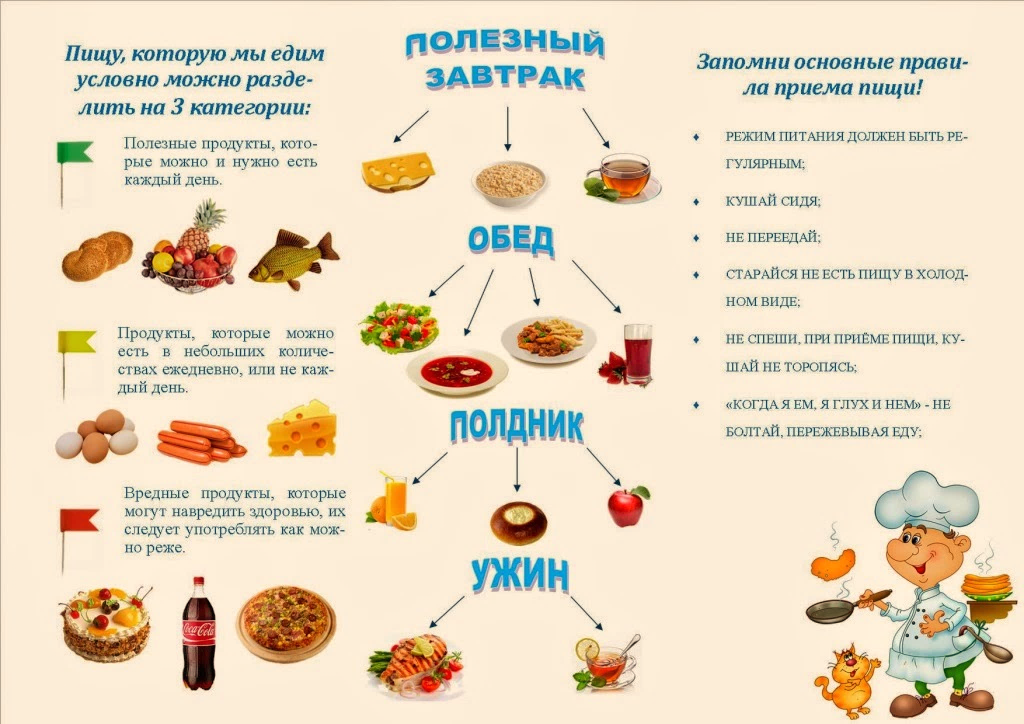 Пищу, которую мы едим
условно можно разде-
лить на 3 категории:
Полезные продукты, кото-
рые можно и нужно есть
каждый день.
Продукты, которые можно
есть в небольших количе-
ствах ежедневно, или не каж-
дый день.
Вредные продукты, которые
могут навредить здоровью, их
следует употреблять как мож-
но реже.
Coca-Cola
ПОЛЕЗНЫЙ
ЗАВТРАК
ОБЕД
ПОЛДНИК
УЖИН
Запомни основные прави-
ла приема пищи!
♦ РЕЖИМ ПИТАНИЯ ДОЛЖЕН БЫТЬ РЕ-
ГУЛЯРНЫМ;
♦ КУШАЙ СИДЯ;
♦ НЕ ПЕРЕЕДАЙ;
♦ СТАРАЙСЯ НЕ ЕСТЬ ПИЩУ В ХОЛОД-
НОМ ВИДЕ;
♦ НЕ СПЕШИ, ПРИ ПРИЁМЕ ПИЩИ, КУ-
ШАЙ НЕ ТОРОПЯСЬ;
♦ «КОГДА Я ЕМ, Я ГЛУХ И НЕМ» - НЕ
БОЛТАЙ, ПЕРЕЖЕВЫВАЯ ЕДУ;